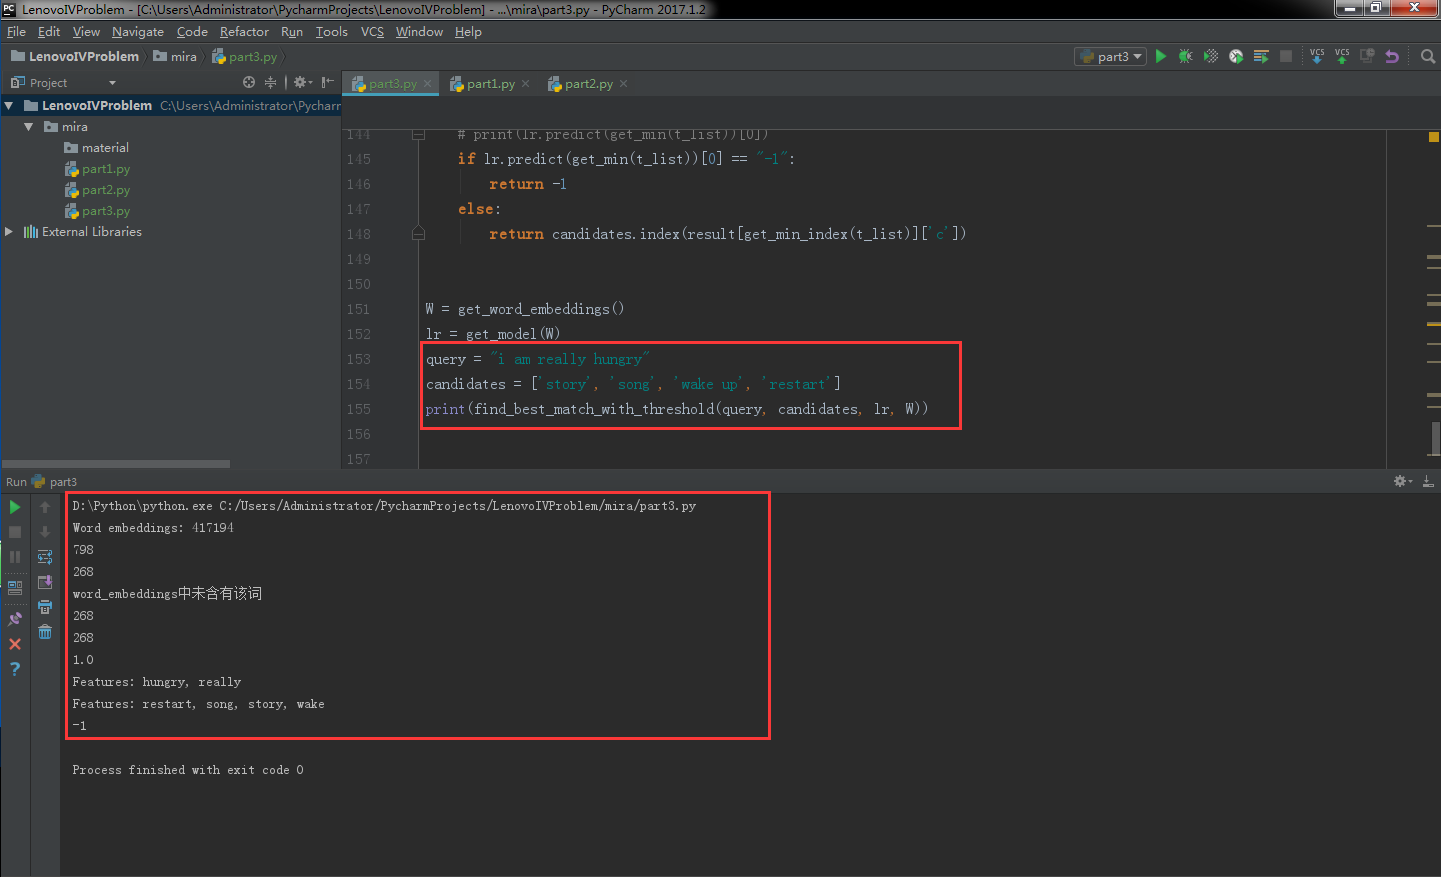 LenovoIVProblem - [C:\Users\Administrator\PycharmProjects\LenovoIVProblem] - ...\mira\part3.py - PyCharm 2017.1.2
File Edit View Navigate Code Refactor Run Tools VCS Window Help
LenovoIVProblem mira part3.py
part3
VCS VCS
Project
part3.py part1.py part2.py
LenovoIVProblem C:\Users\Administrator\Pycharm
mira
material
part1.py
part2.py
part3.py
External Libraries
144 # print(lr.predict(get_min(t_list))[0])
145 if lr.predict(get_min(t_list))[0] == "-1":
146 return -1
147 else:
148 return candidates.index(result[get_min_index(t_list)]['c'])
149
150
151 W = get_word_embeddings()
152 lr = get_model(W)
153 query = "i am really hungry"
154 candidates = ['story', 'song', 'wake up', 'restart']
155 print(find_best_match_with_threshold(query, candidates, lr, W))
156
157
Run part3
D:\Python\python.exe C:/Users/Administrator/PycharmProjects/LenovoIVProblem/mira/part3.py
Word embeddings: 417194
798
268
word_embeddings中未含有该词
268
268
1.0
Features: hungry, really
Features: restart, song, story, wake
-1
Process finished with exit code 0